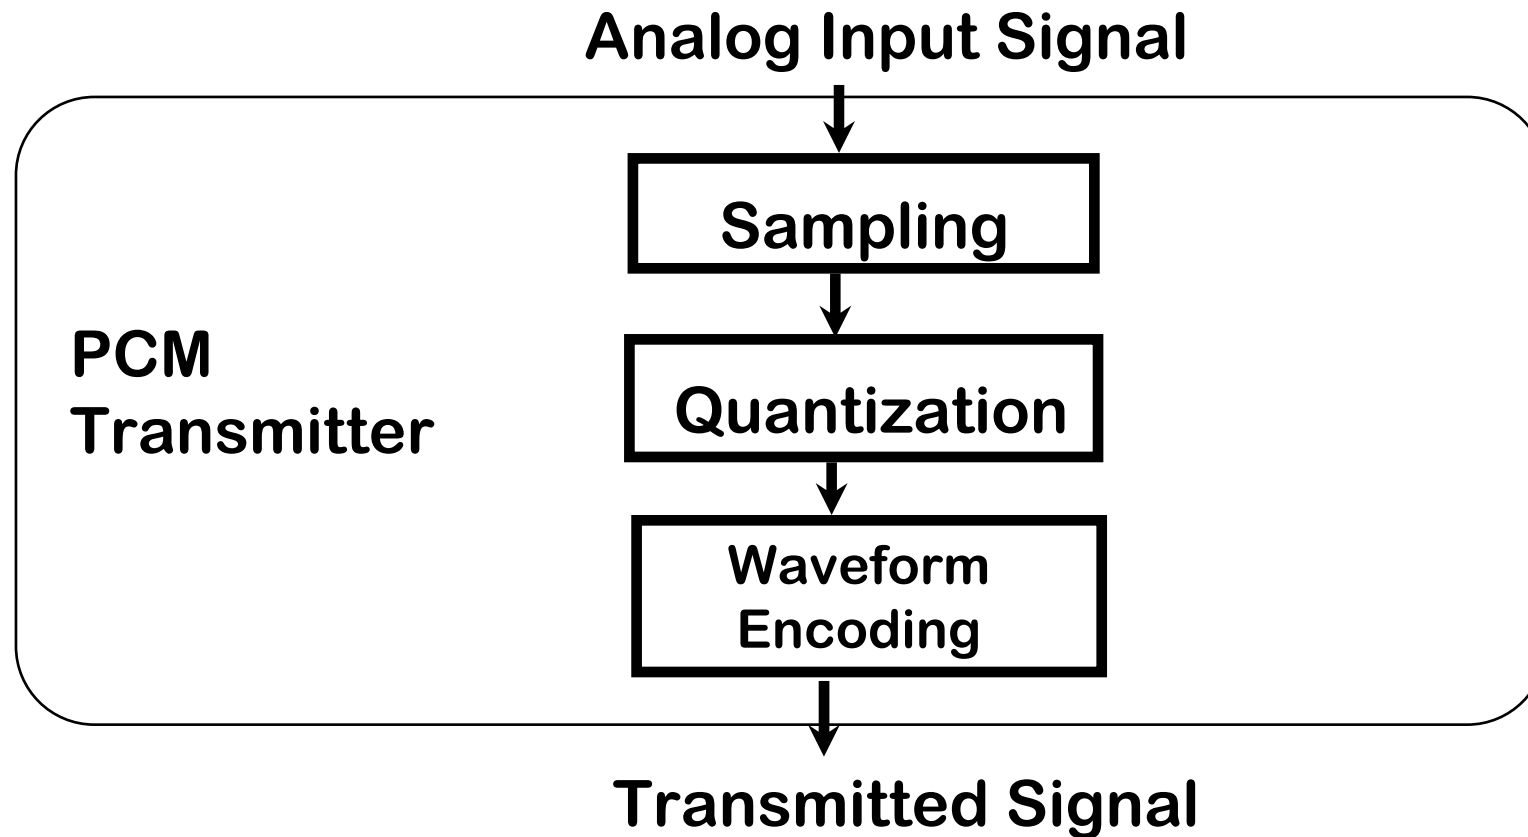 Analog Input Signal
Sampling
PCM
Transmitter
Quantization
Waveform
Encoding
Transmitted Signal